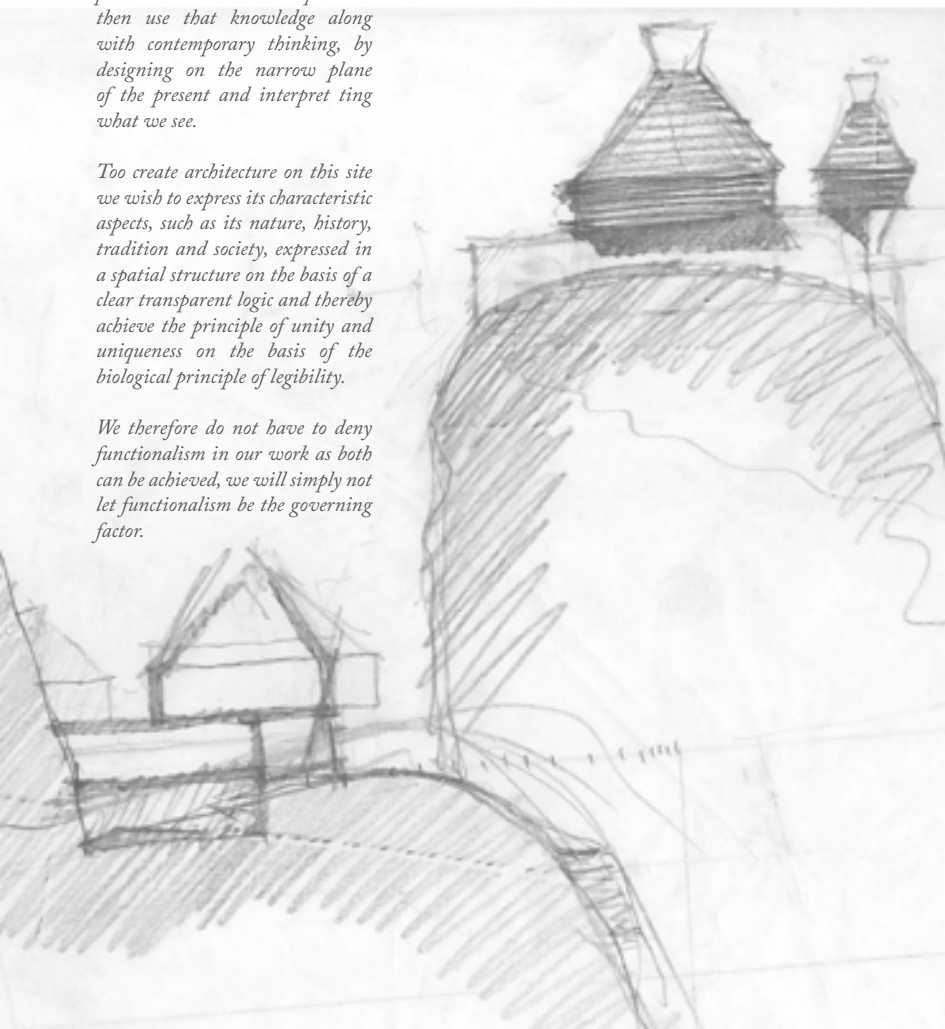 then use that knowledge along
with contemporary thinking, by
designing on the narrow plane
of the present and interpret ting
what we see.
Too create architecture on this site
we wish to express its characteristic
aspects, such as its nature, history,
tradition and society, expressed in
a spatial structure on the basis of a
clear transparent logic and thereby
achieve the principle of unity and
uniqueness on the basis of the
biological principle of legibility.
We therefore do not have to deny
functionalism in our work as both
can be achieved, we will simply not
let functionalism be the governing
factor.